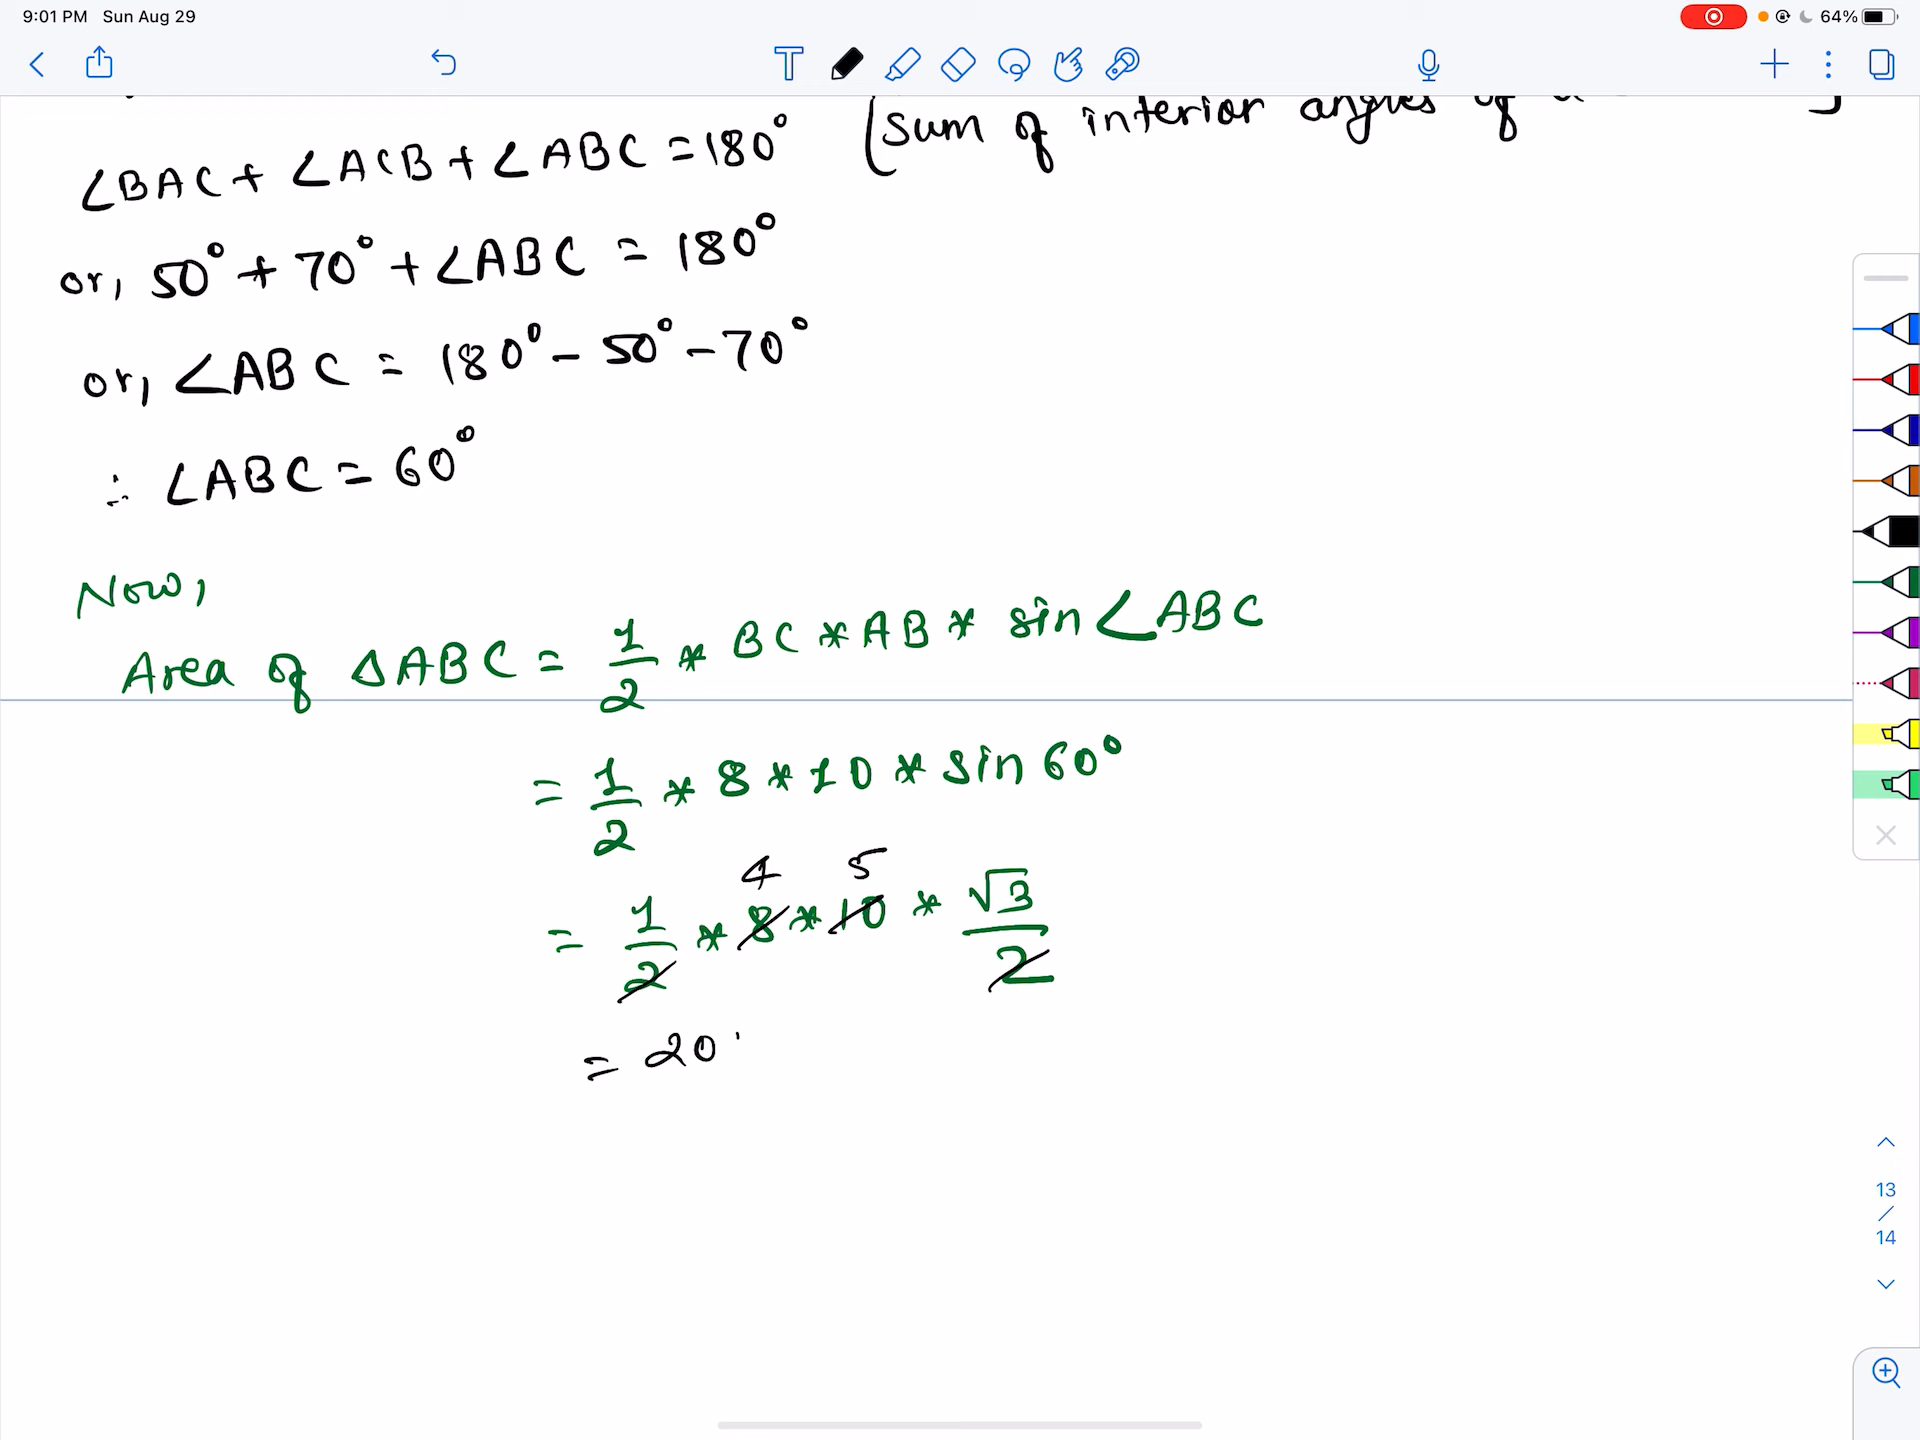 9:01 PM Sun Aug 29
64%
T
[sum of interior angles of
∠BAC + ∠ACB + ∠ABC = 180°
or, 50° + 70° + ∠ABC = 180°
or, ∠ABC = 180° - 50° - 70°
∴ ∠ABC = 60°
Now,
Area of ΔABC = 1/2 * BC * AB * sin∠ABC
= 1/2 * 8 * 10 * sin 60°
4 5
= 1/2 * 8 * 10 * √3/2
= 20
13
/
14